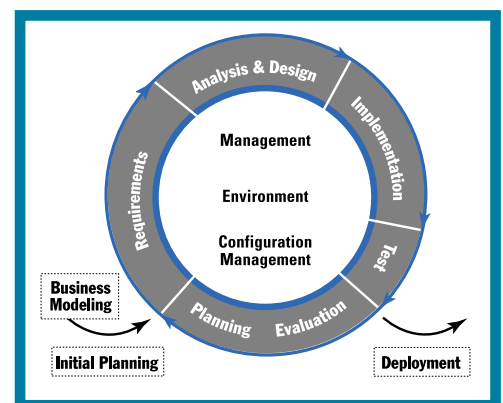 Analysis & Design
Requirements
Implementation
Management
Environment
Configuration
Management
Test
Planning Evaluation
Business
Modeling
Initial Planning
Deployment